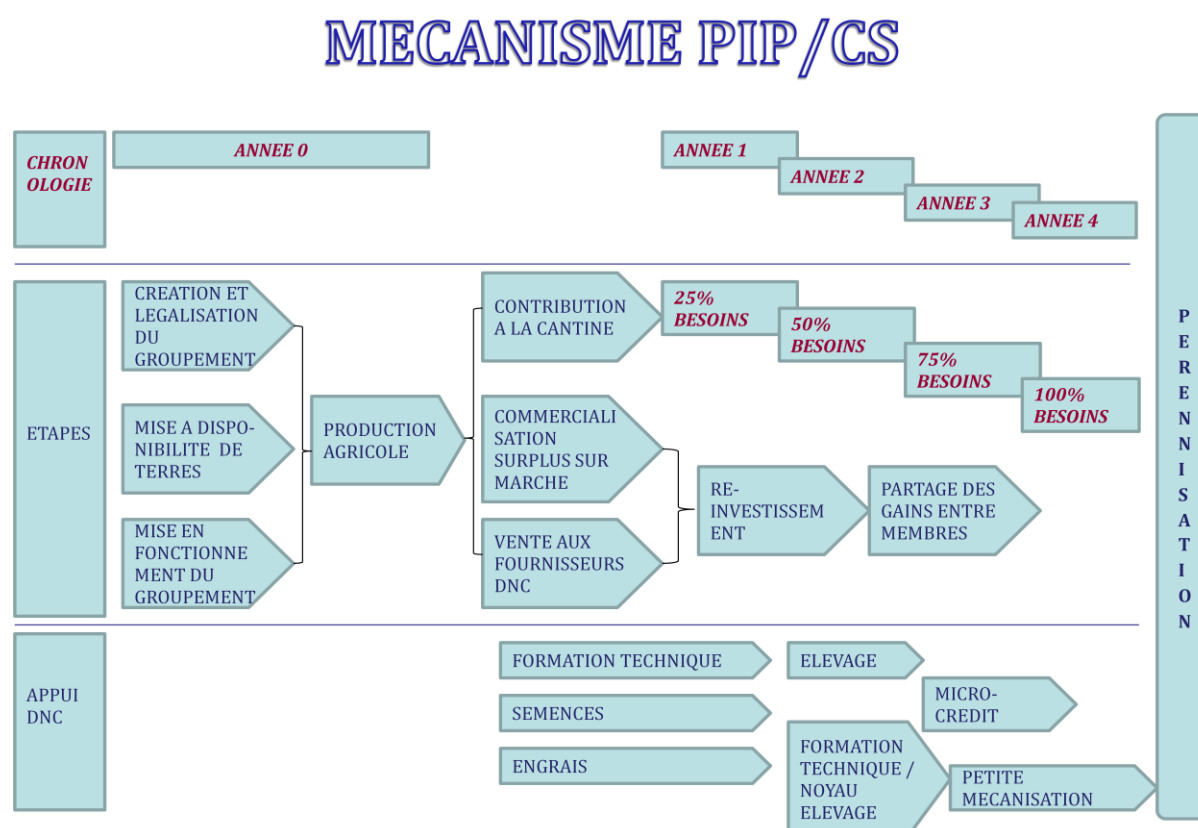 MECANISME PIP/CS
CHRON
OLOGIE
ANNEE 0
ANNEE 1
ANNEE 2
ANNEE 3
ANNEE 4
ETAPES
CREATION ET
LEGALISATION
DU
GROUPEMENT
MISE A DISPO-
NIBILITE DE
TERRES
MISE EN
FONCTIONNE
MENT DU
GROUPEMENT
PRODUCTION
AGRICOLE
CONTRIBUTION
A LA CANTINE
COMMERCIALI
SATION
SURPLUS SUR
MARCHE
VENTE AUX
FOURNISSEURS
DNC
25%
BESOINS
50%
BESOINS
75%
BESOINS
100%
BESOINS
RE-
INVESTISSEM
ENT
PARTAGE DES
GAINS ENTRE
MEMBRES
APPUI
DNC
FORMATION TECHNIQUE
SEMENCES
ENGRAIS
ELEVAGE
FORMATION
TECHNIQUE /
NOYAU
ELEVAGE
MICRO-
CREDIT
PETITE
MECANISATION
P
E
R
E
N
N
I
S
A
T
I
O
N